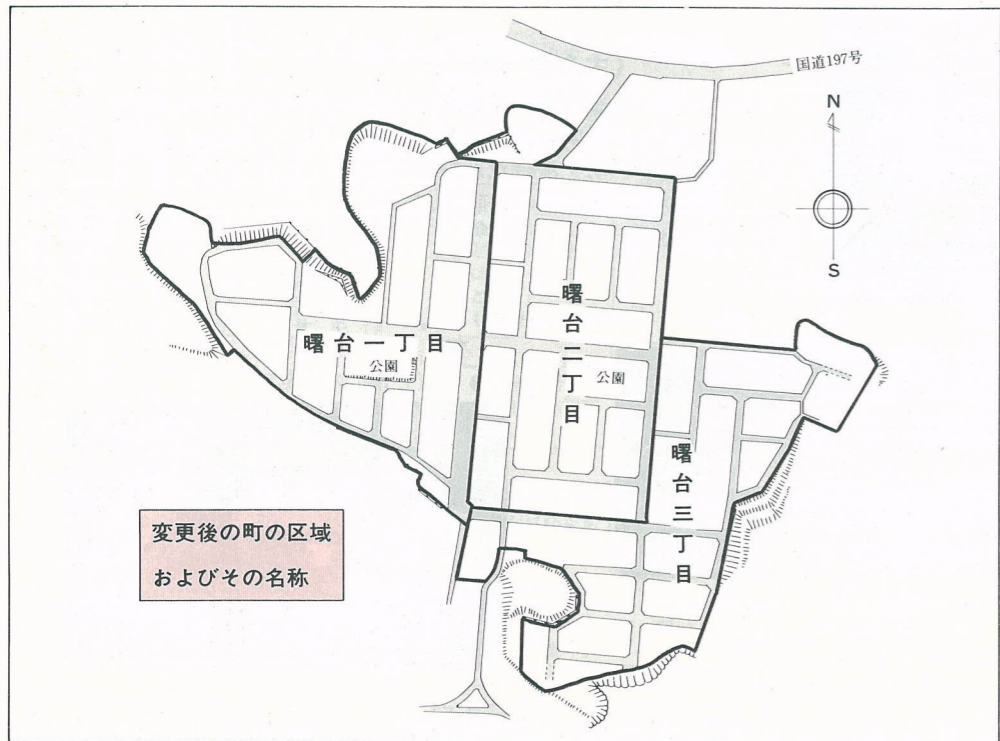 国道197号
N
S
曙台二丁目
曙台一丁目
公園
公園
曙台三丁目
変更後の町の区域
およびその名称